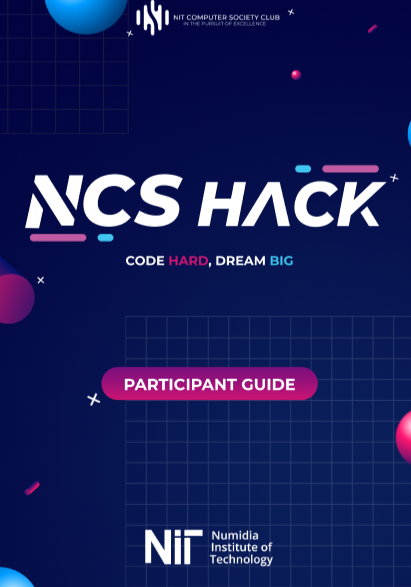 NIT COMPUTER SOCIETY CLUB
IN THE PURSUIT OF EXCELLENCE
NCS HACK
CODE HARD, DREAM BIG
PARTICIPANT GUIDE
NIT
Numidia
Institute of
Technology